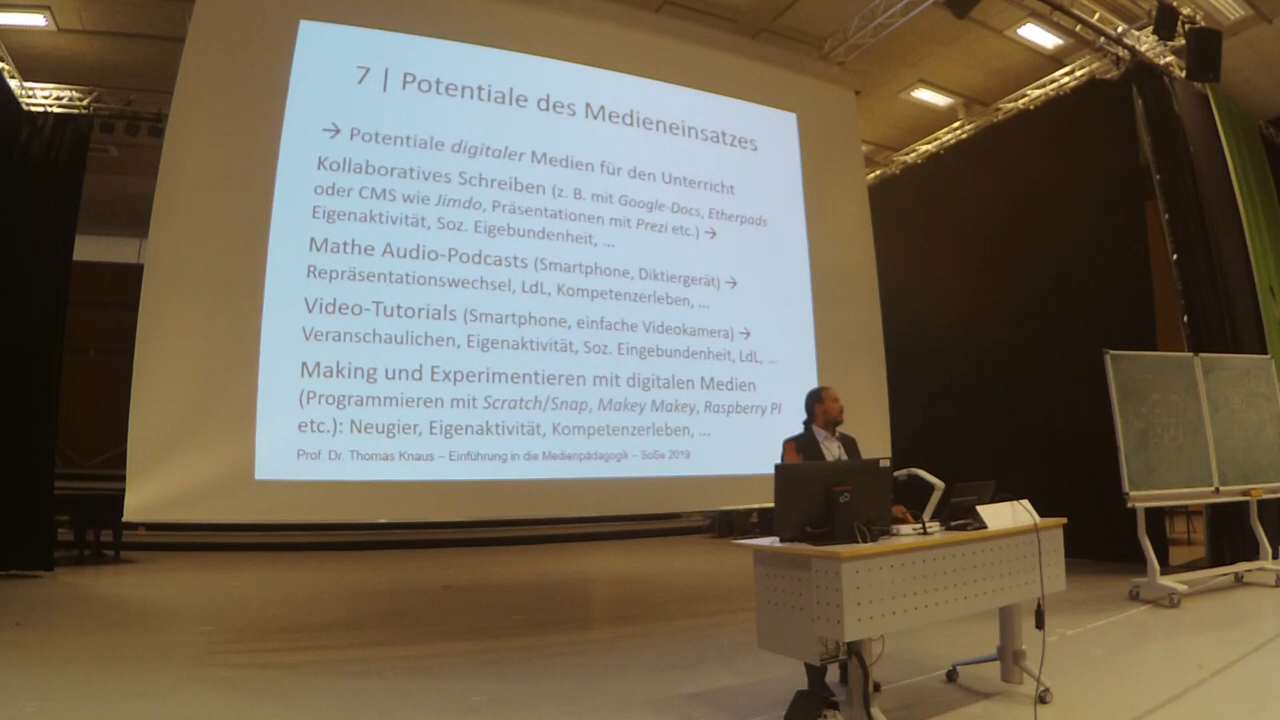 7 | Potentiale des Medieneinsatzes
→ Potentiale digitaler Medien für den Unterricht
Kollaboratives Schreiben (z. B. mit Google-Docs, Etherpads
oder CMS wie Jimdo, Präsentationen mit Prezi etc.) →
Eigenaktivität, Soz. Eigebundenheit, ...
Mathe Audio-Podcasts (Smartphone, Diktiergerät) →
Repräsentationswechsel, LdL, Kompetenzerleben, ...
Video-Tutorials (Smartphone, einfache Videokamera) →
Veranschaulichen, Eigenaktivität, Soz. Eingebundenheit, LdL, ...
Making und Experimentieren mit digitalen Medien
(Programmieren mit Scratch/Snap, Makey Makey, Raspberry PI
etc.): Neugier, Eigenaktivität, Kompetenzerleben, ...
Prof. Dr. Thomas Knaus – Einführung in die Medienpädagogik – SoSe 2019